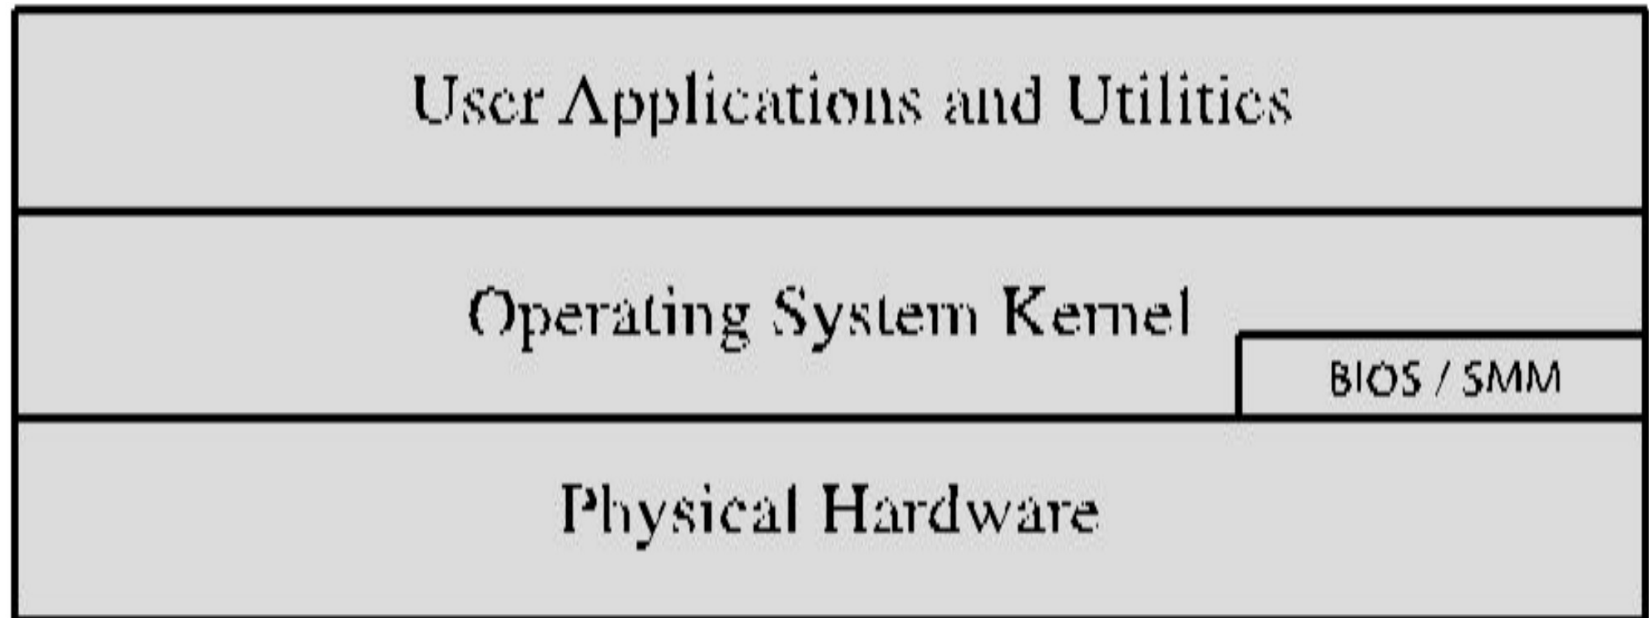 User Applications and Utilities
Operating System Kernel
BIOS / SMM
Physical Hardware